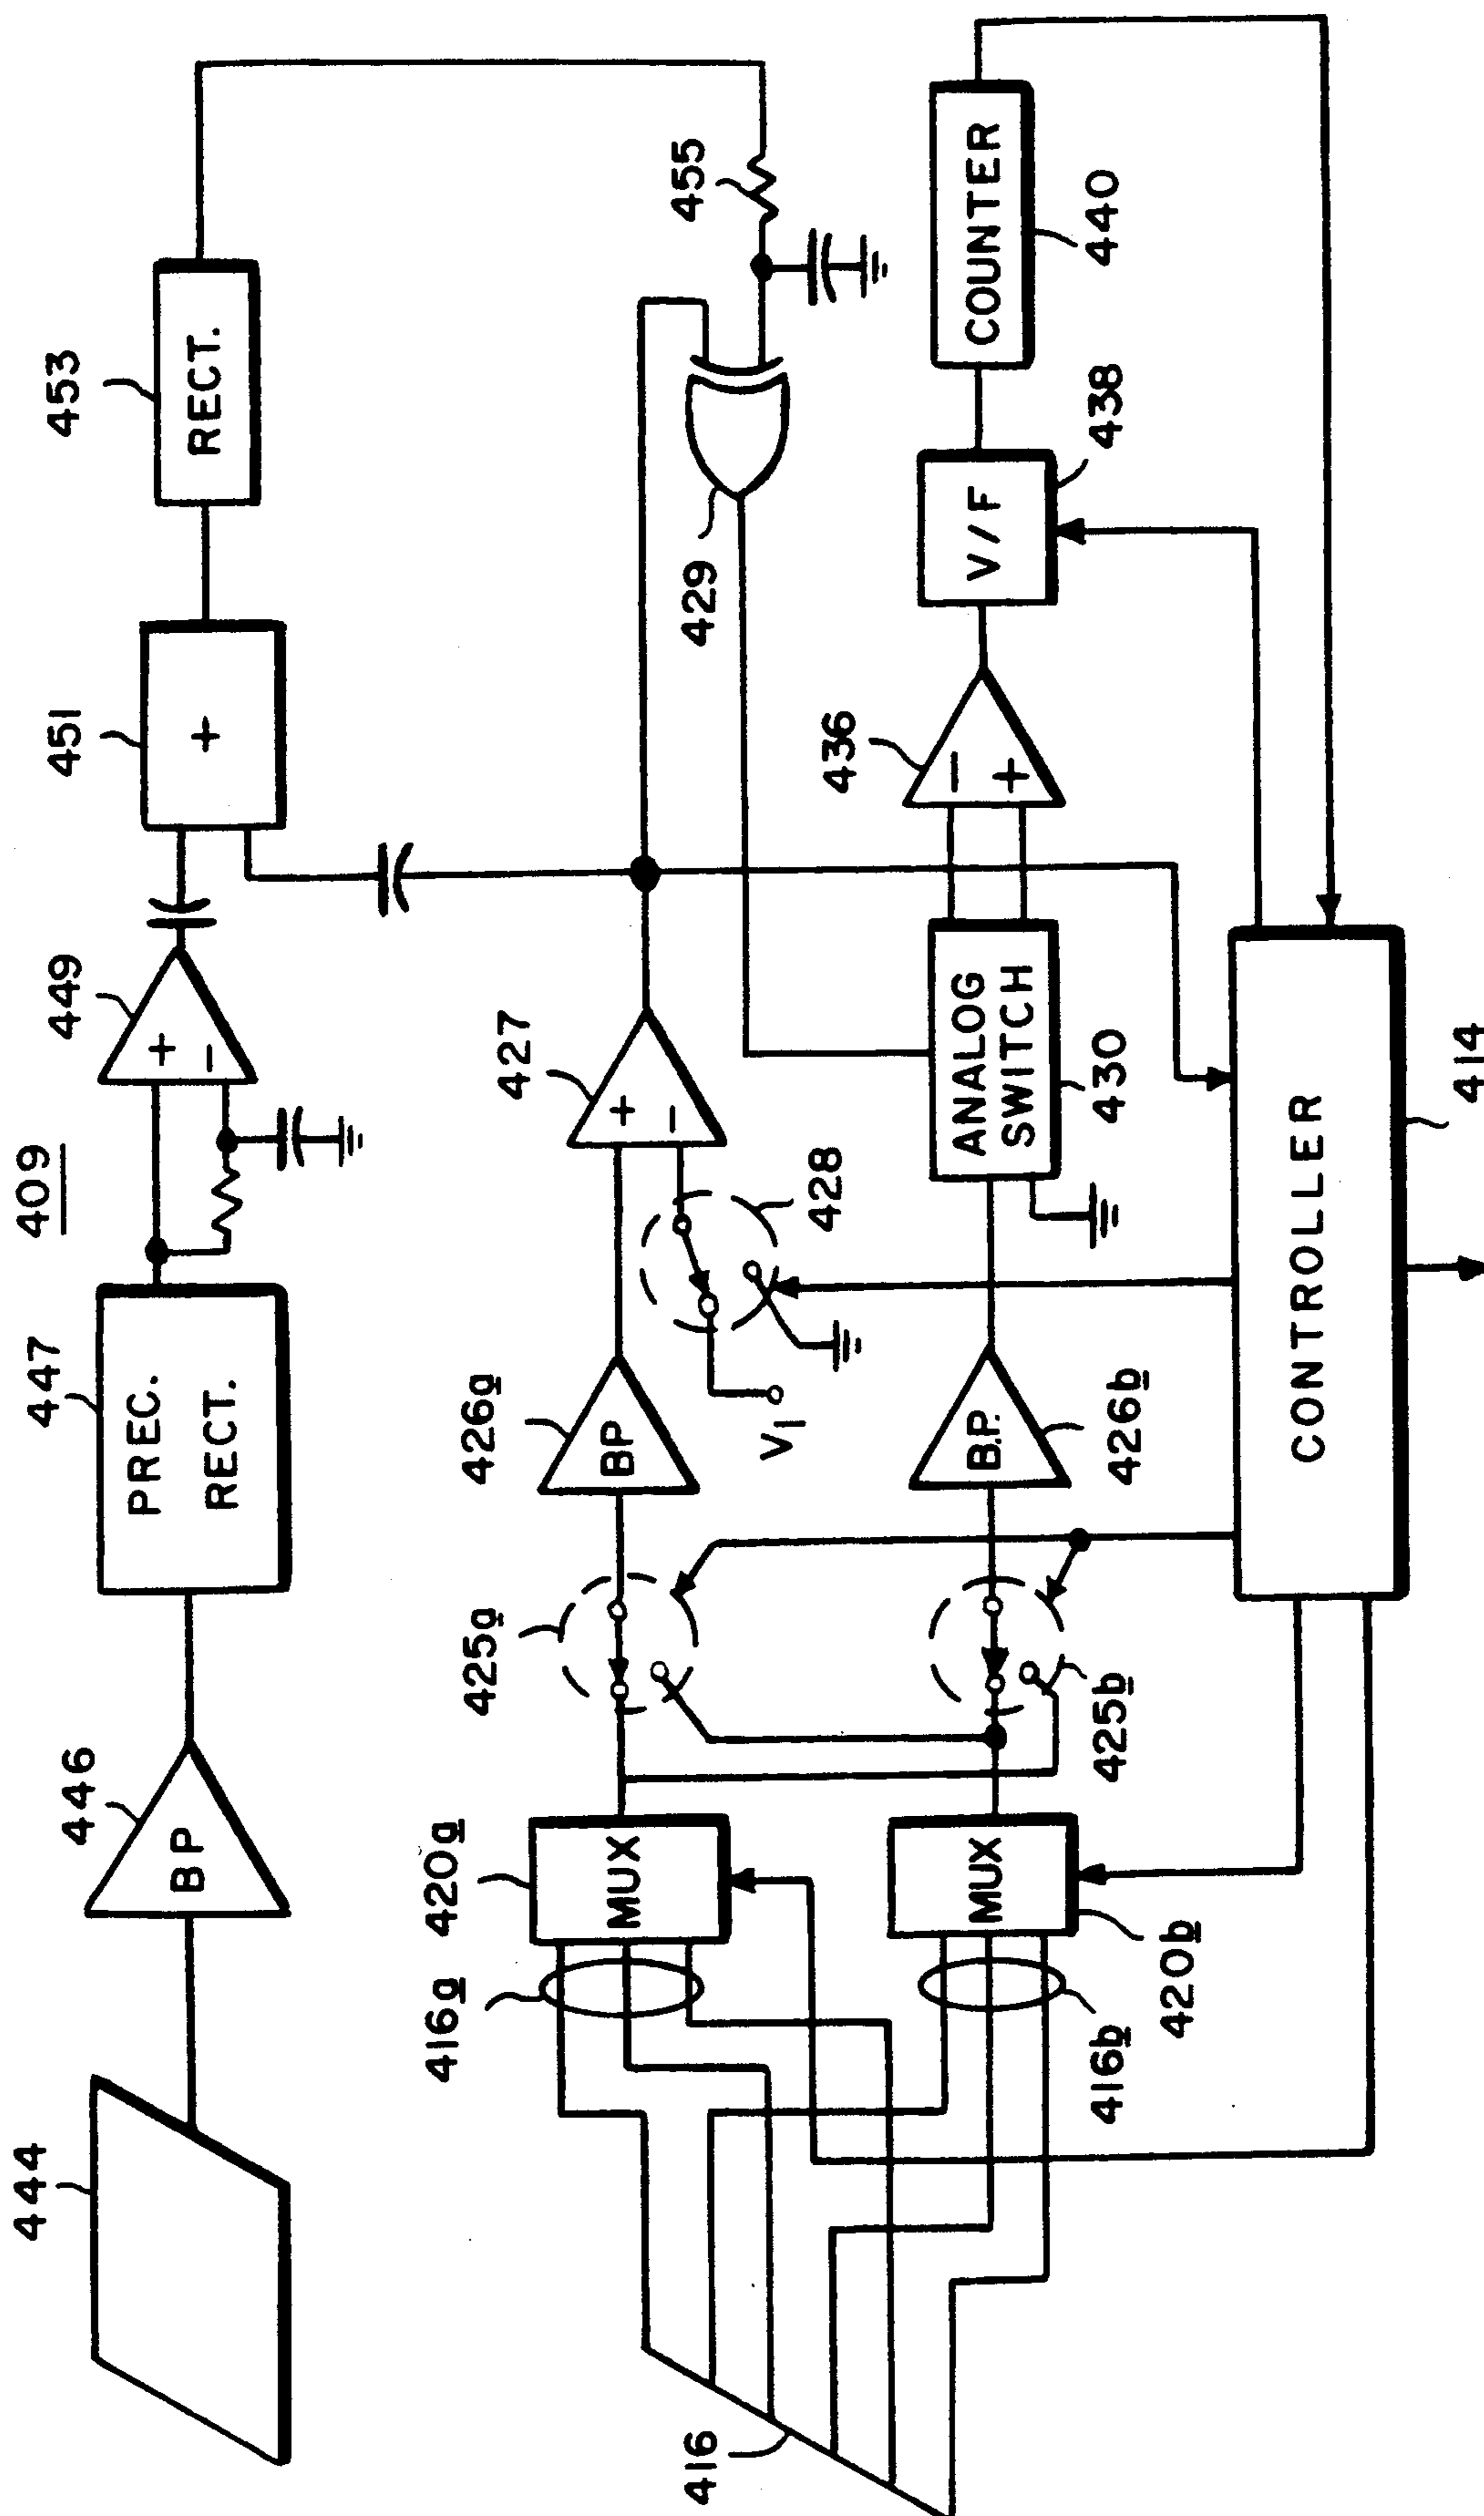 409
444
446
BP
447
PREC.
RECT.
449
+
−
451
+
453
RECT.
416a
420a
MUX
425a
426a
BP
427
+
−
428
V1
429
455
416
416b
420b
MUX
425b
426b
B.P.
ANALOG
SWITCH
430
436
−
+
V/F
438
COUNTER
440
CONTROLLER
414